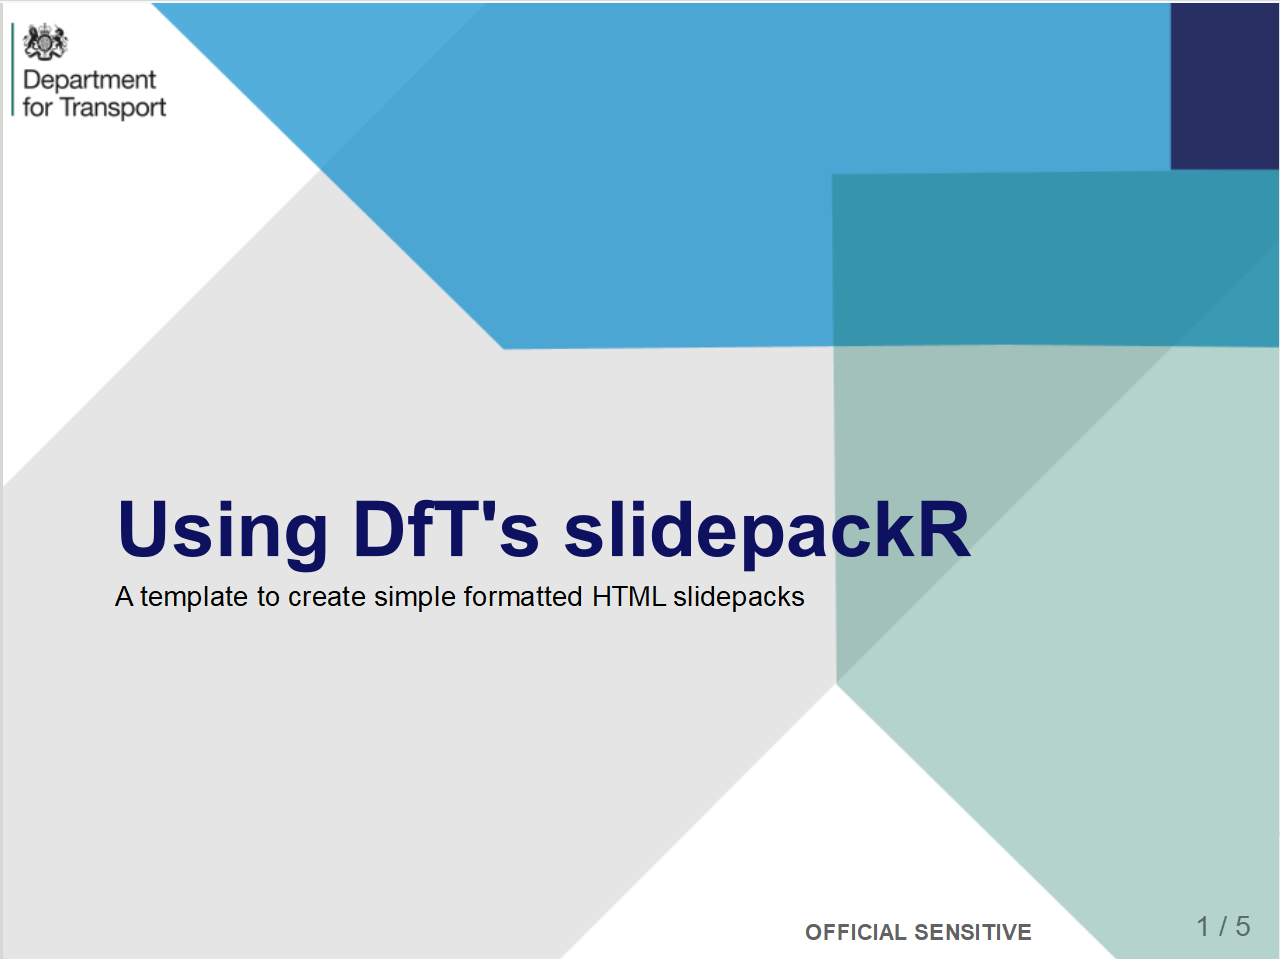 Department
for Transport
Using DfT's slidepackR
A template to create simple formatted HTML slidepacks
OFFICIAL SENSITIVE
1 / 5